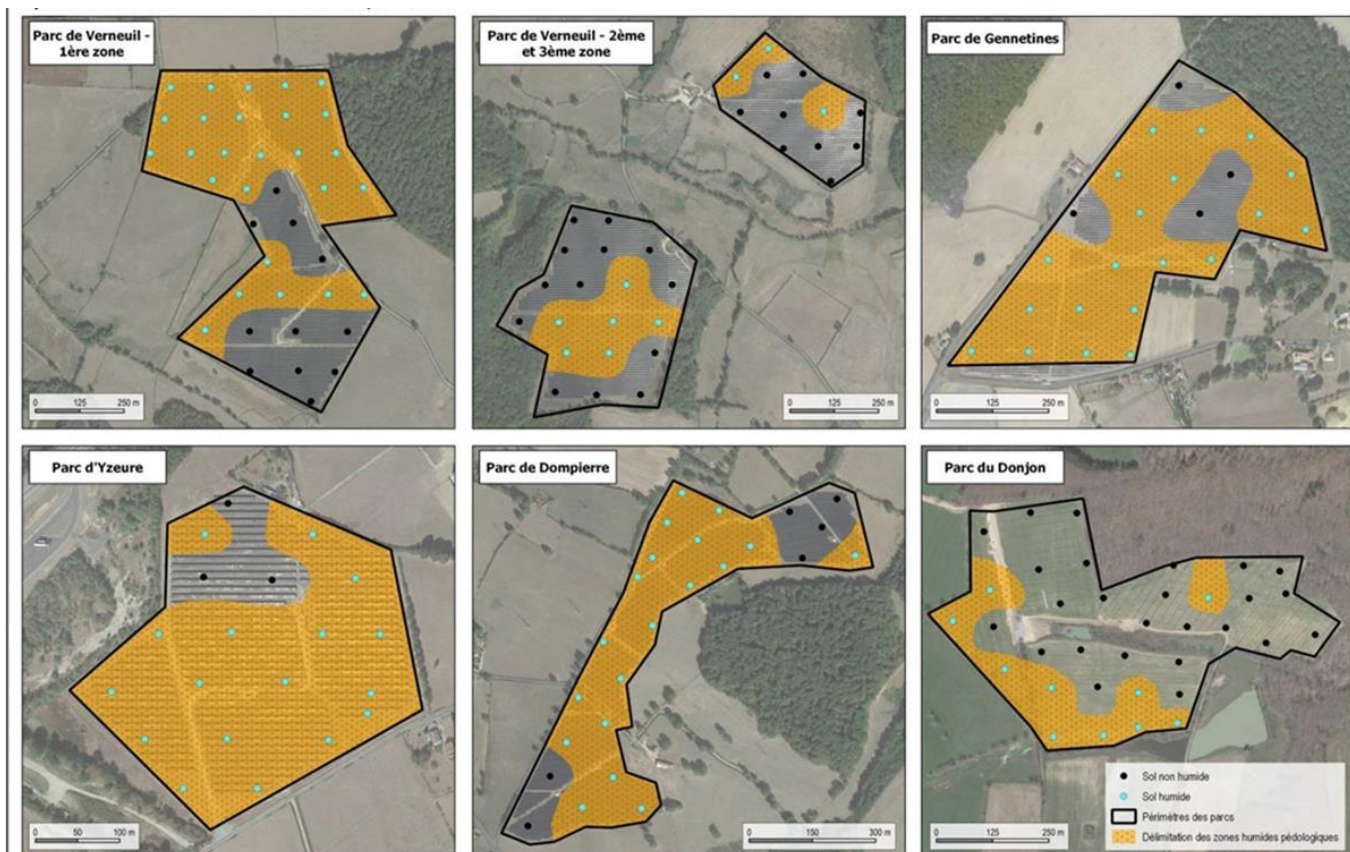 Parc de Verneuil -
1ère zone
0 125 250 m
Parc de Verneuil - 2ème
et 3ème zone
0 125 250 m
Parc de Gennetines
0 125 250 m
Parc d'Yzeure
0 50 100 m
Parc de Dompierre
0 150 300 m
Parc du Donjon
Sol non humide
Sol humide
Périmètres des parcs
Délimitation des zones humides pédologiques
0 125 250 m